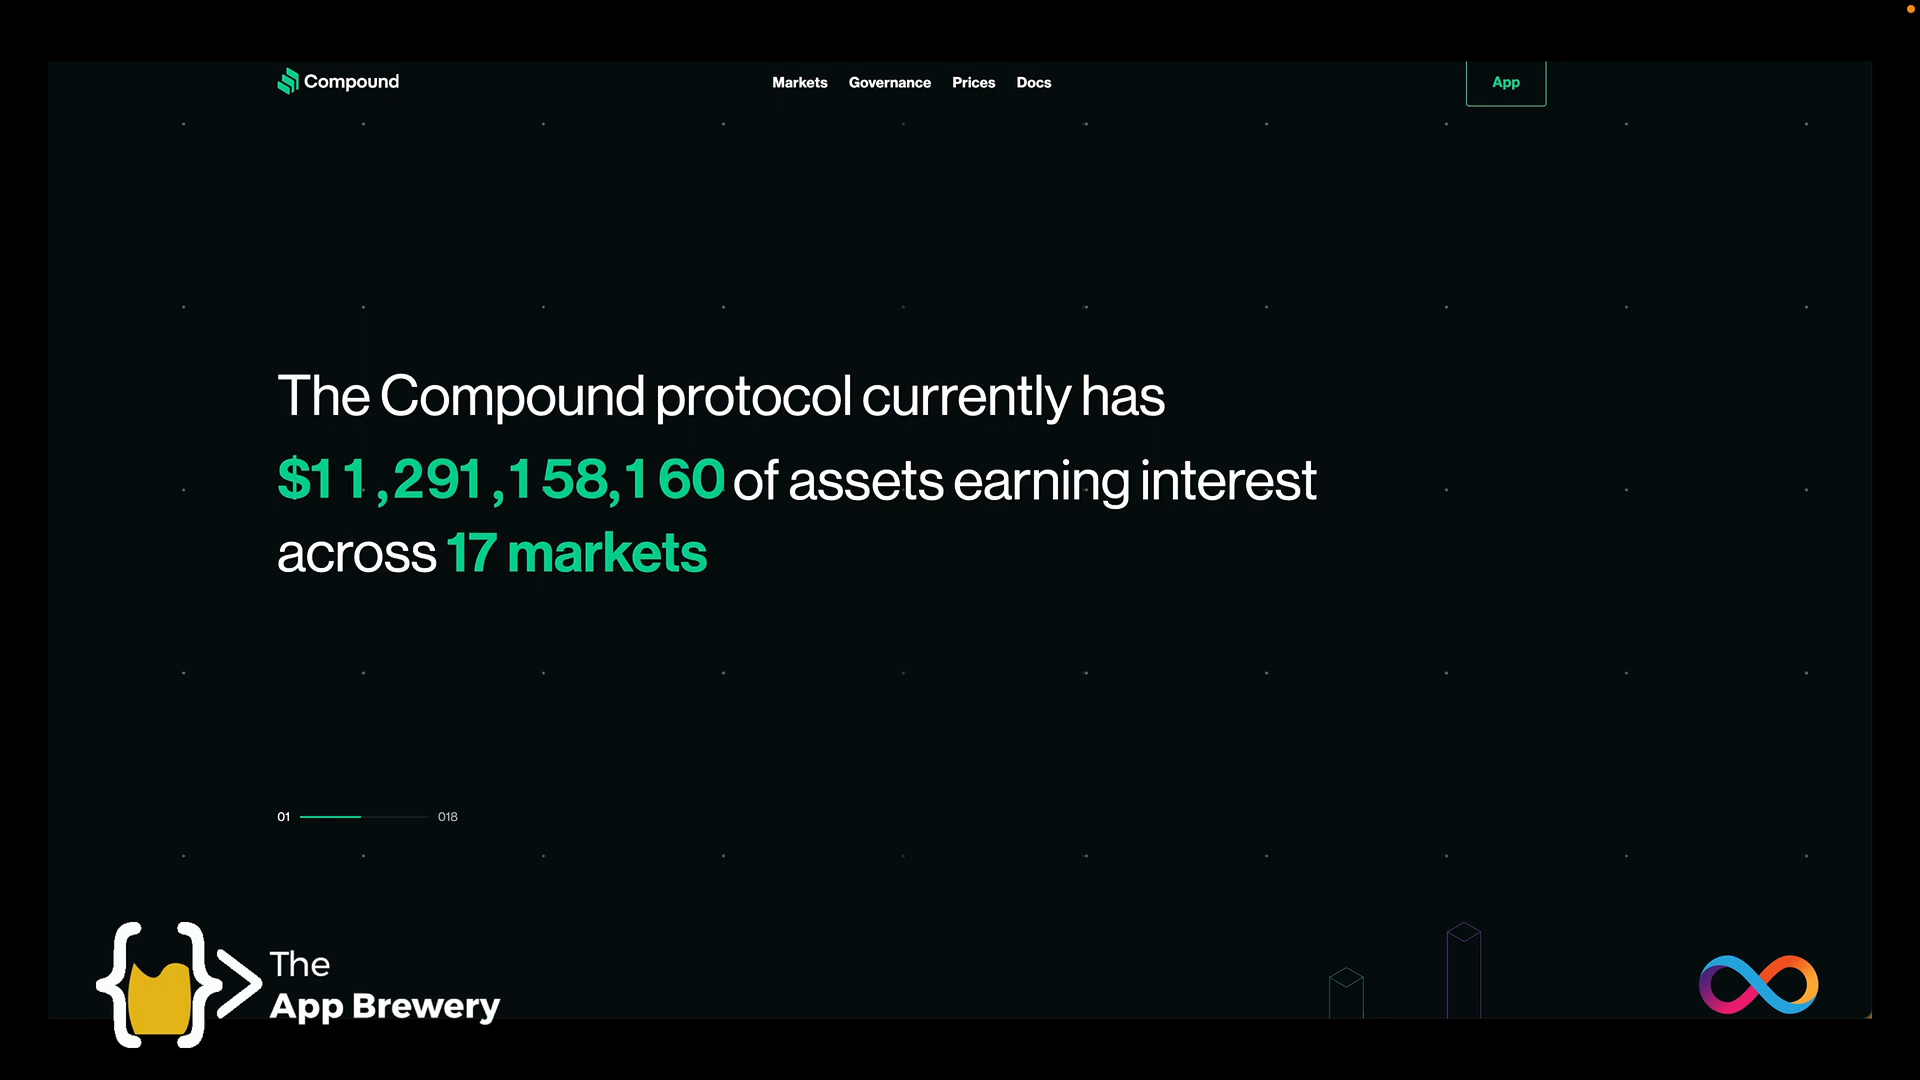 Compound
Markets Governance Prices Docs
App
The Compound protocol currently has
$11,291,158,160 of assets earning interest
across 17 markets
01 018
The
App Brewery